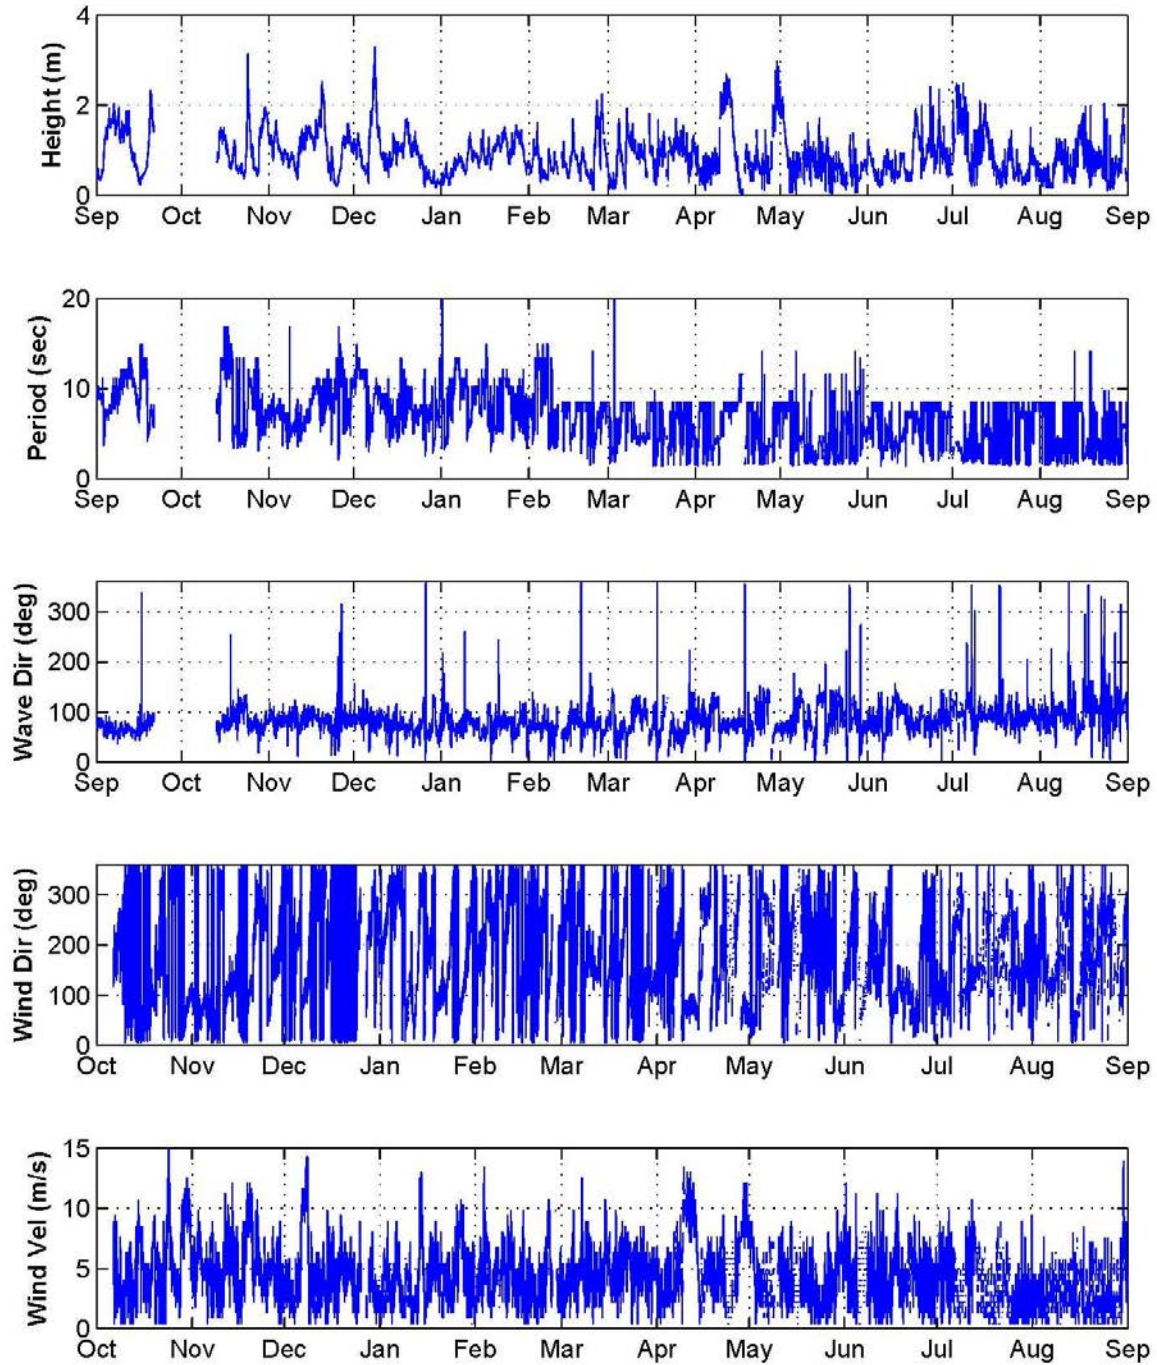 4
2
0
Height (m)
Sep Oct Nov Dec Jan Feb Mar Apr May Jun Jul Aug Sep
20
10
0
Period (sec)
Sep Oct Nov Dec Jan Feb Mar Apr May Jun Jul Aug Sep
300
200
100
0
Wave Dir (deg)
Sep Oct Nov Dec Jan Feb Mar Apr May Jun Jul Aug Sep
300
200
100
0
Wind Dir (deg)
Oct Nov Dec Jan Feb Mar Apr May Jun Jul Aug Sep
15
10
5
0
Wind Vel (m/s)
Oct Nov Dec Jan Feb Mar Apr May Jun Jul Aug Sep